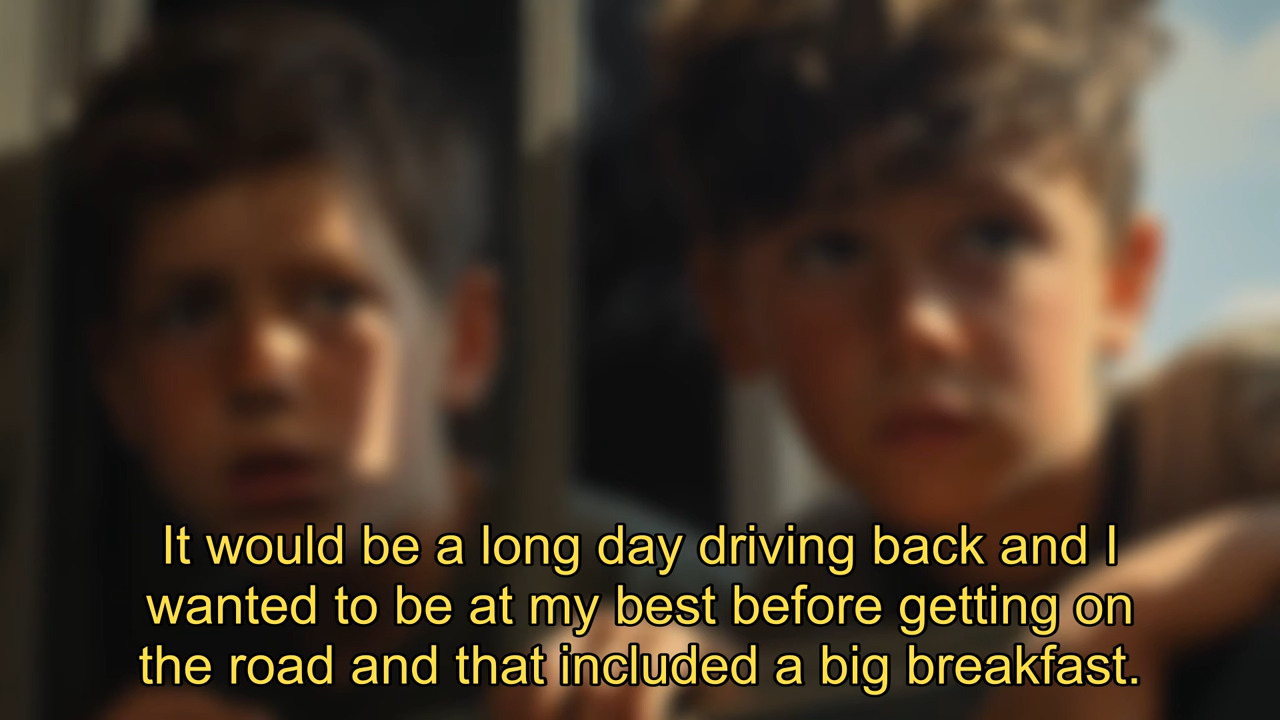 It would be a long day driving back and I
wanted to be at my best before getting on
the road and that included a big breakfast.